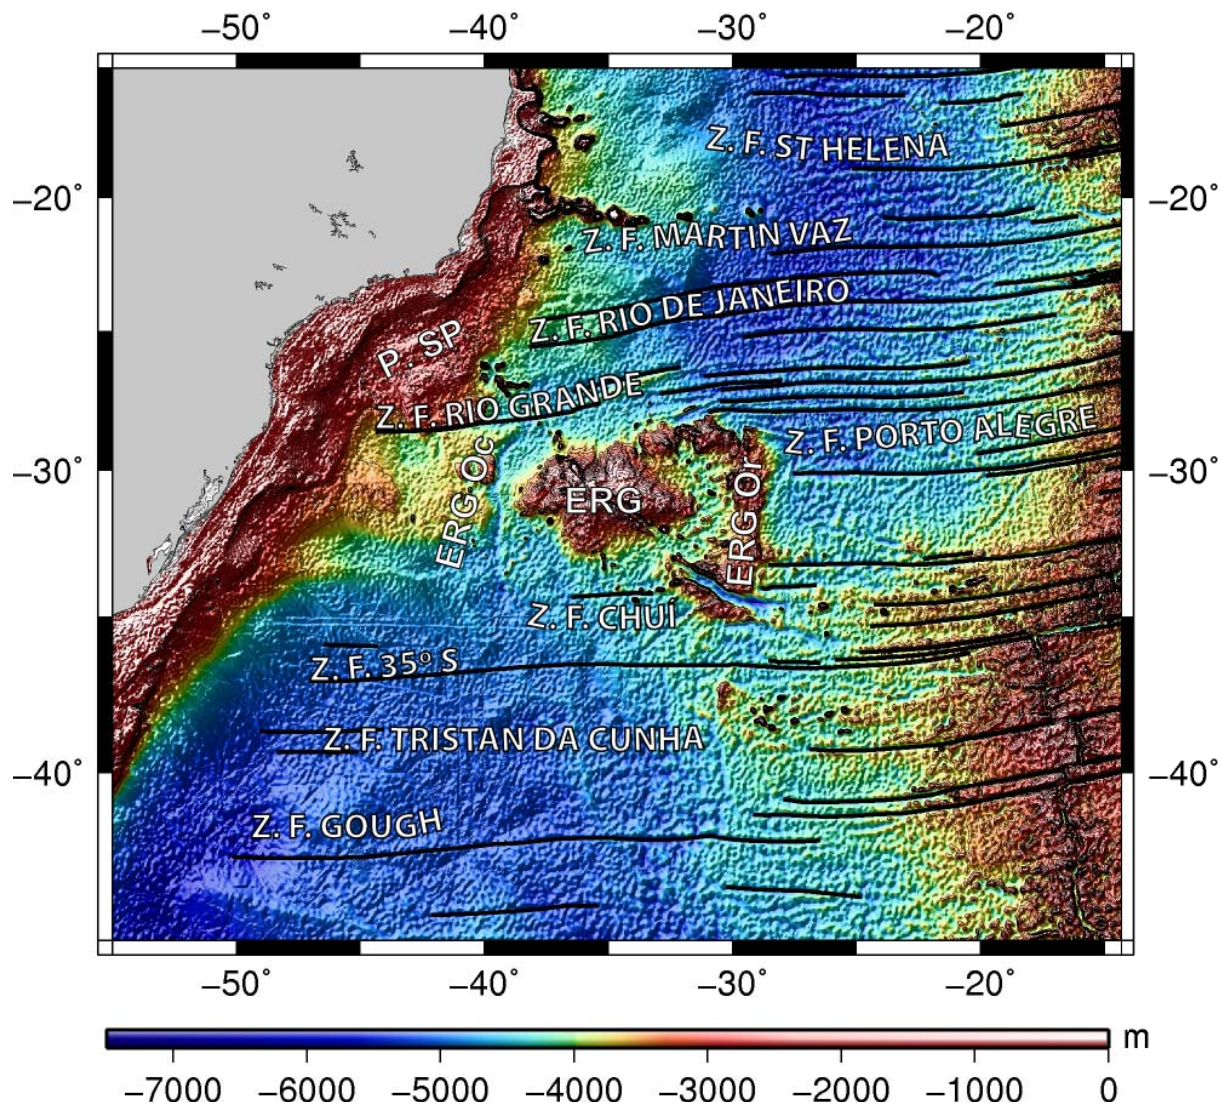 −50˚ −40˚ −30˚ −20˚
Z. F. ST HELENA
−20˚ −20˚
Z. F. MARTIN VAZ
Z. F. RIO DE JANEIRO
P. SP
Z. F. RIO GRANDE
Z. F. PORTO ALEGRE
ERG Oc
−30˚ −30˚
ERG
ERG Or
Z. F. CHUÍ
Z. F. 35º S
Z. F. TRISTAN DA CUNHA
−40˚ −40˚
Z. F. GOUGH
−50˚ −40˚ −30˚ −20˚
m
−7000 −6000 −5000 −4000 −3000 −2000 −1000 0